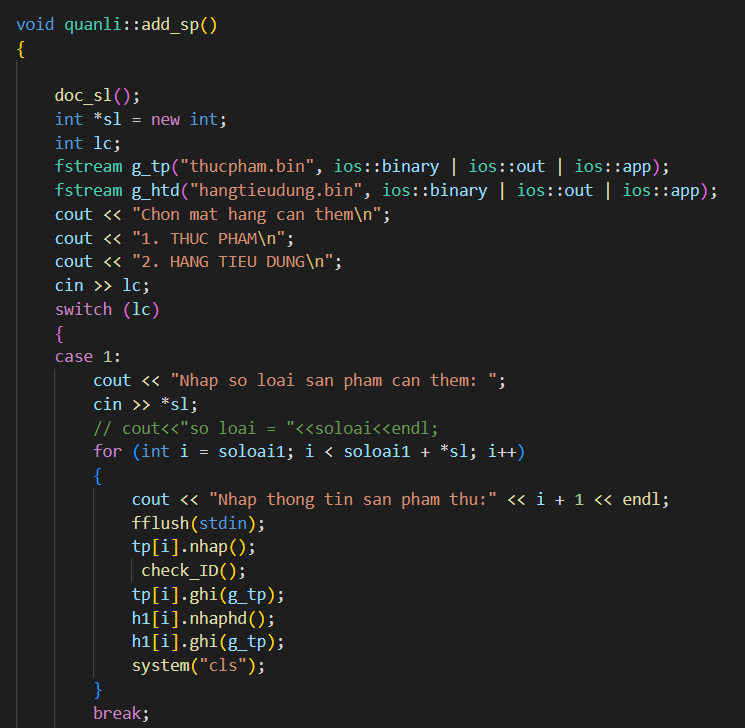 void quanli::add_sp()
{
doc_sl();
int *sl = new int;
int lc;
fstream g_tp("thucpham.bin", ios::binary | ios::out | ios::app);
fstream g_htd("hangtieudung.bin", ios::binary | ios::out | ios::app);
cout << "Chon mat hang can them\n";
cout << "1. THUC PHAM\n";
cout << "2. HANG TIEU DUNG\n";
cin >> lc;
switch (lc)
{
case 1:
cout << "Nhap so loai san pham can them: ";
cin >> *sl;
// cout<<"so loai = "<<soloai<<endl;
for (int i = soloai1; i < soloai1 + *sl; i++)
{
cout << "Nhap thong tin san pham thu:" << i + 1 << endl;
fflush(stdin);
tp[i].nhap();
check_ID();
tp[i].ghi(g_tp);
h1[i].nhaphd();
h1[i].ghi(g_tp);
system("cls");
}
break;